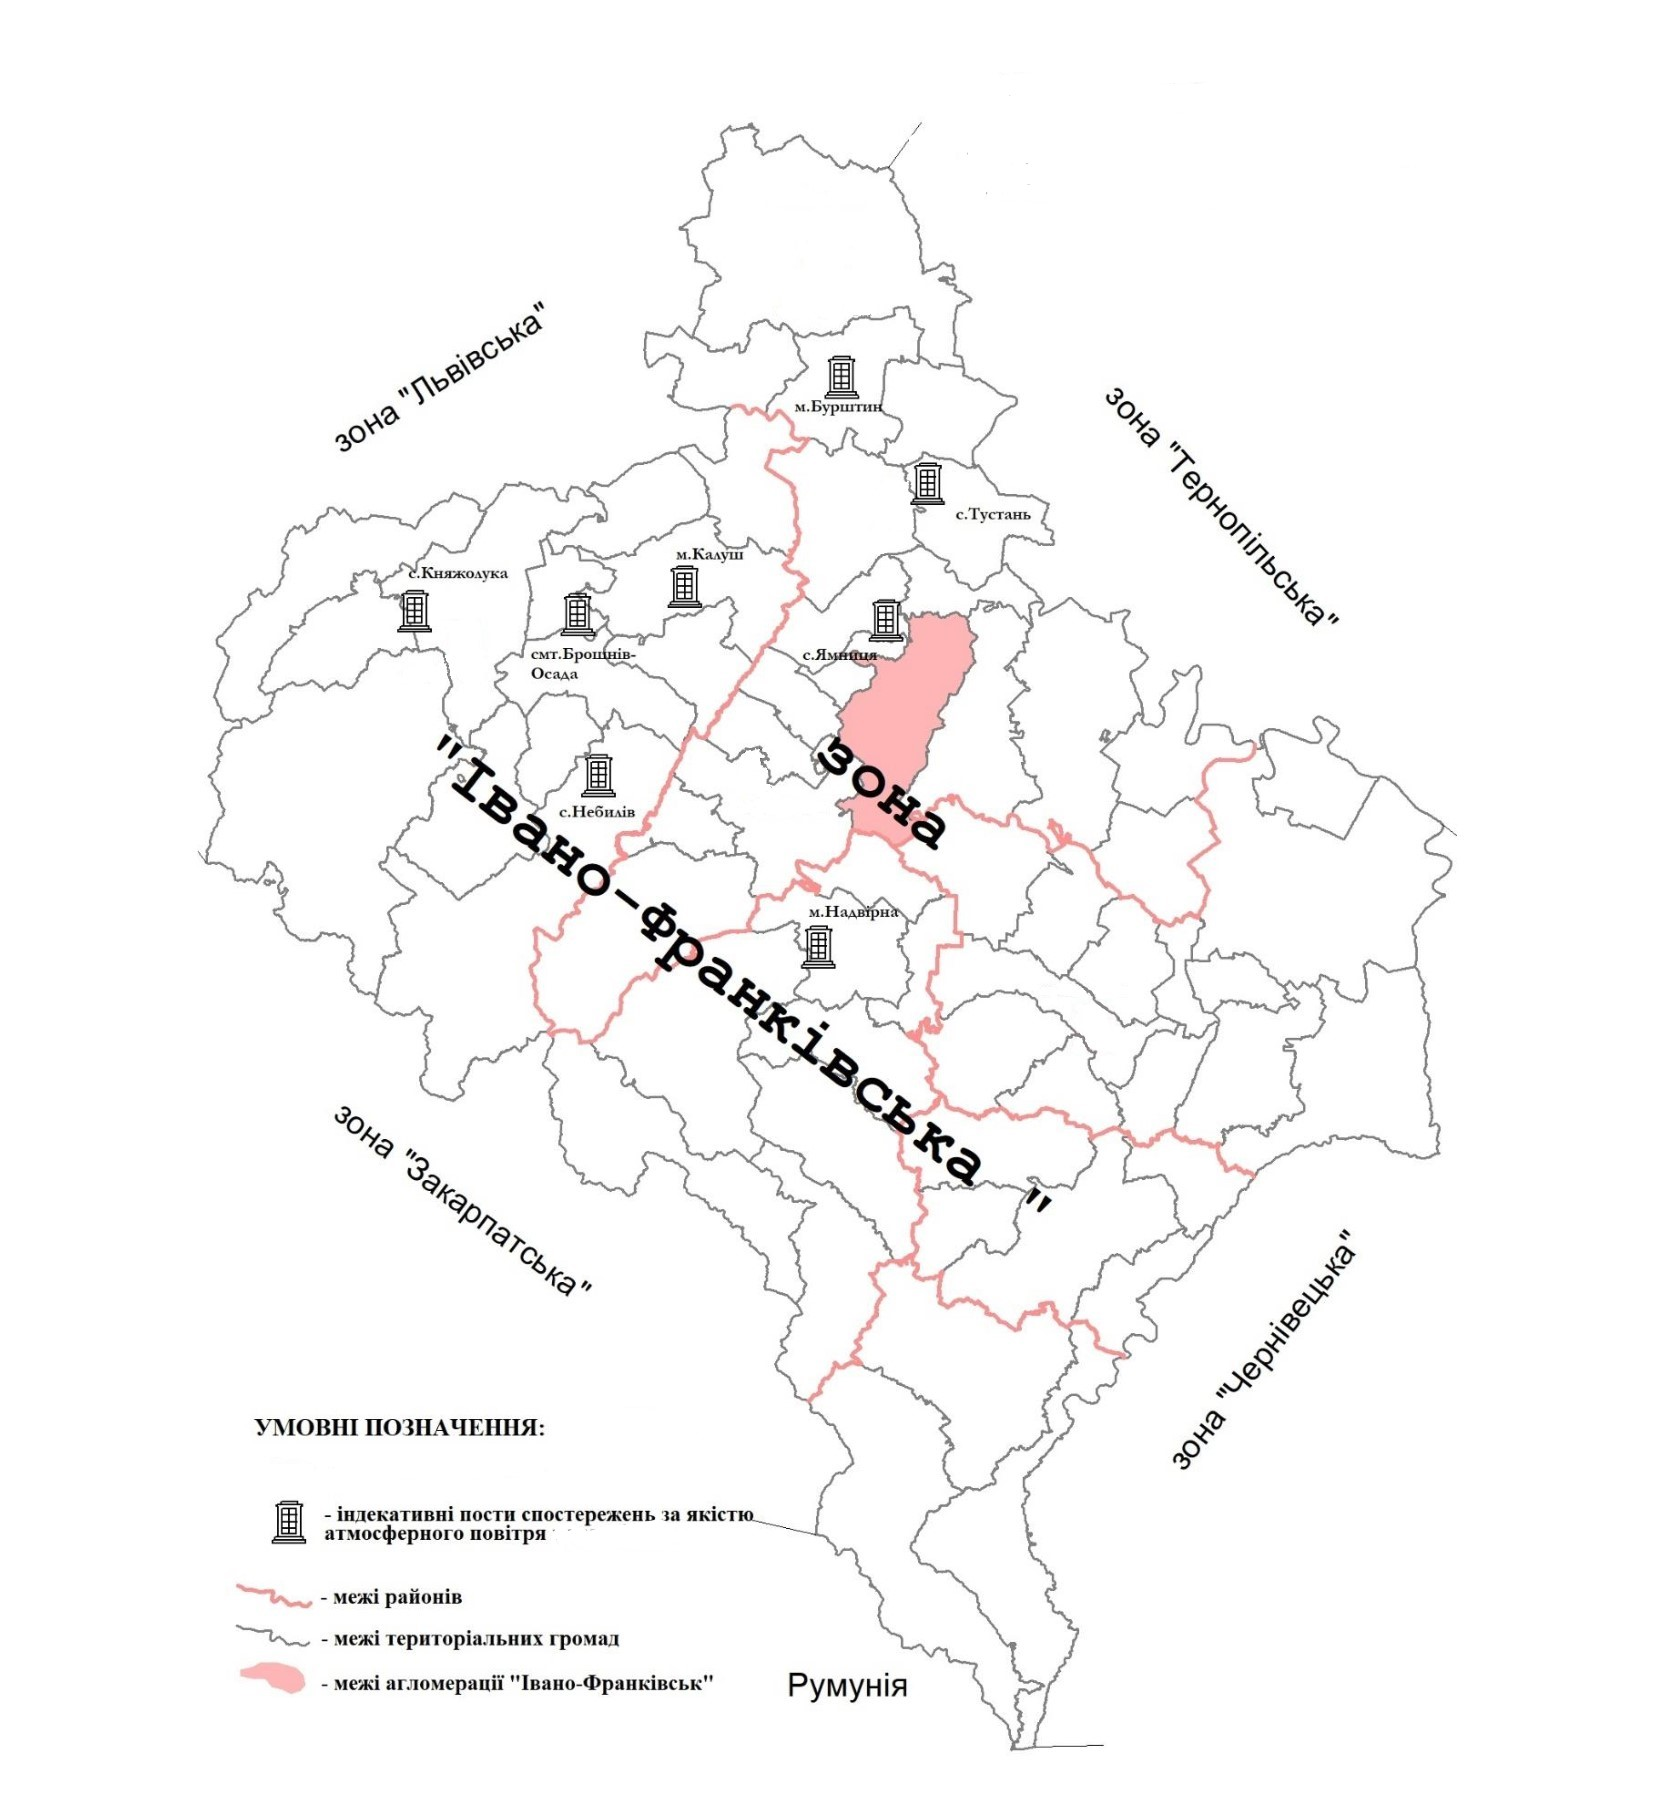 зона "Львівська"
зона "Тернопільська"
м.Бурштин
с.Тустань
м.Калуш
с.Княжолука
смт.Брошнів-
Осада
с.Ямниця
с.Небилів
м.Надвірна
зона
"Івано-Франківська "
зона "Закарпатська"
зона "Чернівецька"
УМОВНІ ПОЗНАЧЕННЯ:
- індекативні пости спостережень за якістю
атмосферного повітря
- межі районів
- межі територіальних громад
- межі агломерації "Івано-Франківськ"
Румунія